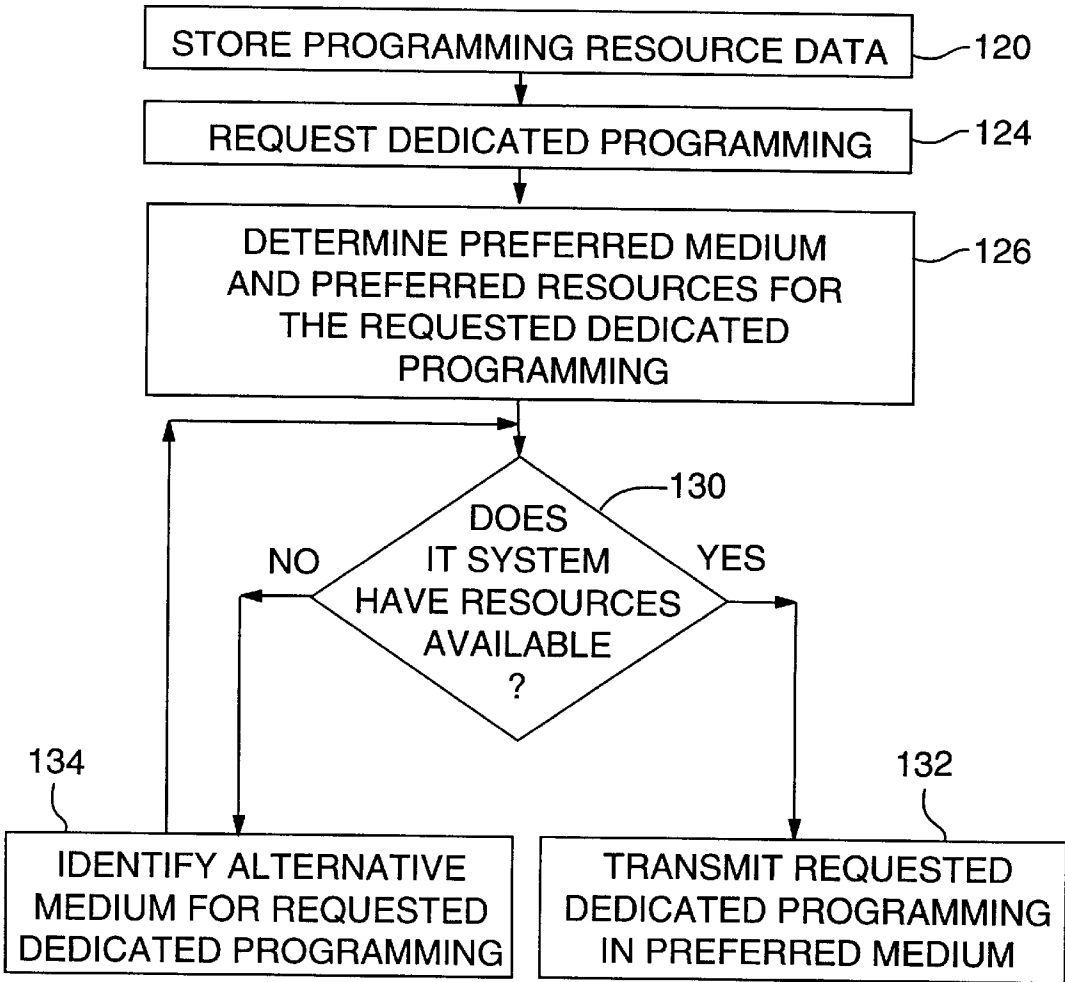 STORE PROGRAMMING RESOURCE DATA
120
REQUEST DEDICATED PROGRAMMING
124
DETERMINE PREFERRED MEDIUM
AND PREFERRED RESOURCES FOR
THE REQUESTED DEDICATED
PROGRAMMING
126
130
DOES
IT SYSTEM
HAVE RESOURCES
AVAILABLE
?
NO
YES
134
IDENTIFY ALTERNATIVE
MEDIUM FOR REQUESTED
DEDICATED PROGRAMMING
132
TRANSMIT REQUESTED
DEDICATED PROGRAMMING
IN PREFERRED MEDIUM